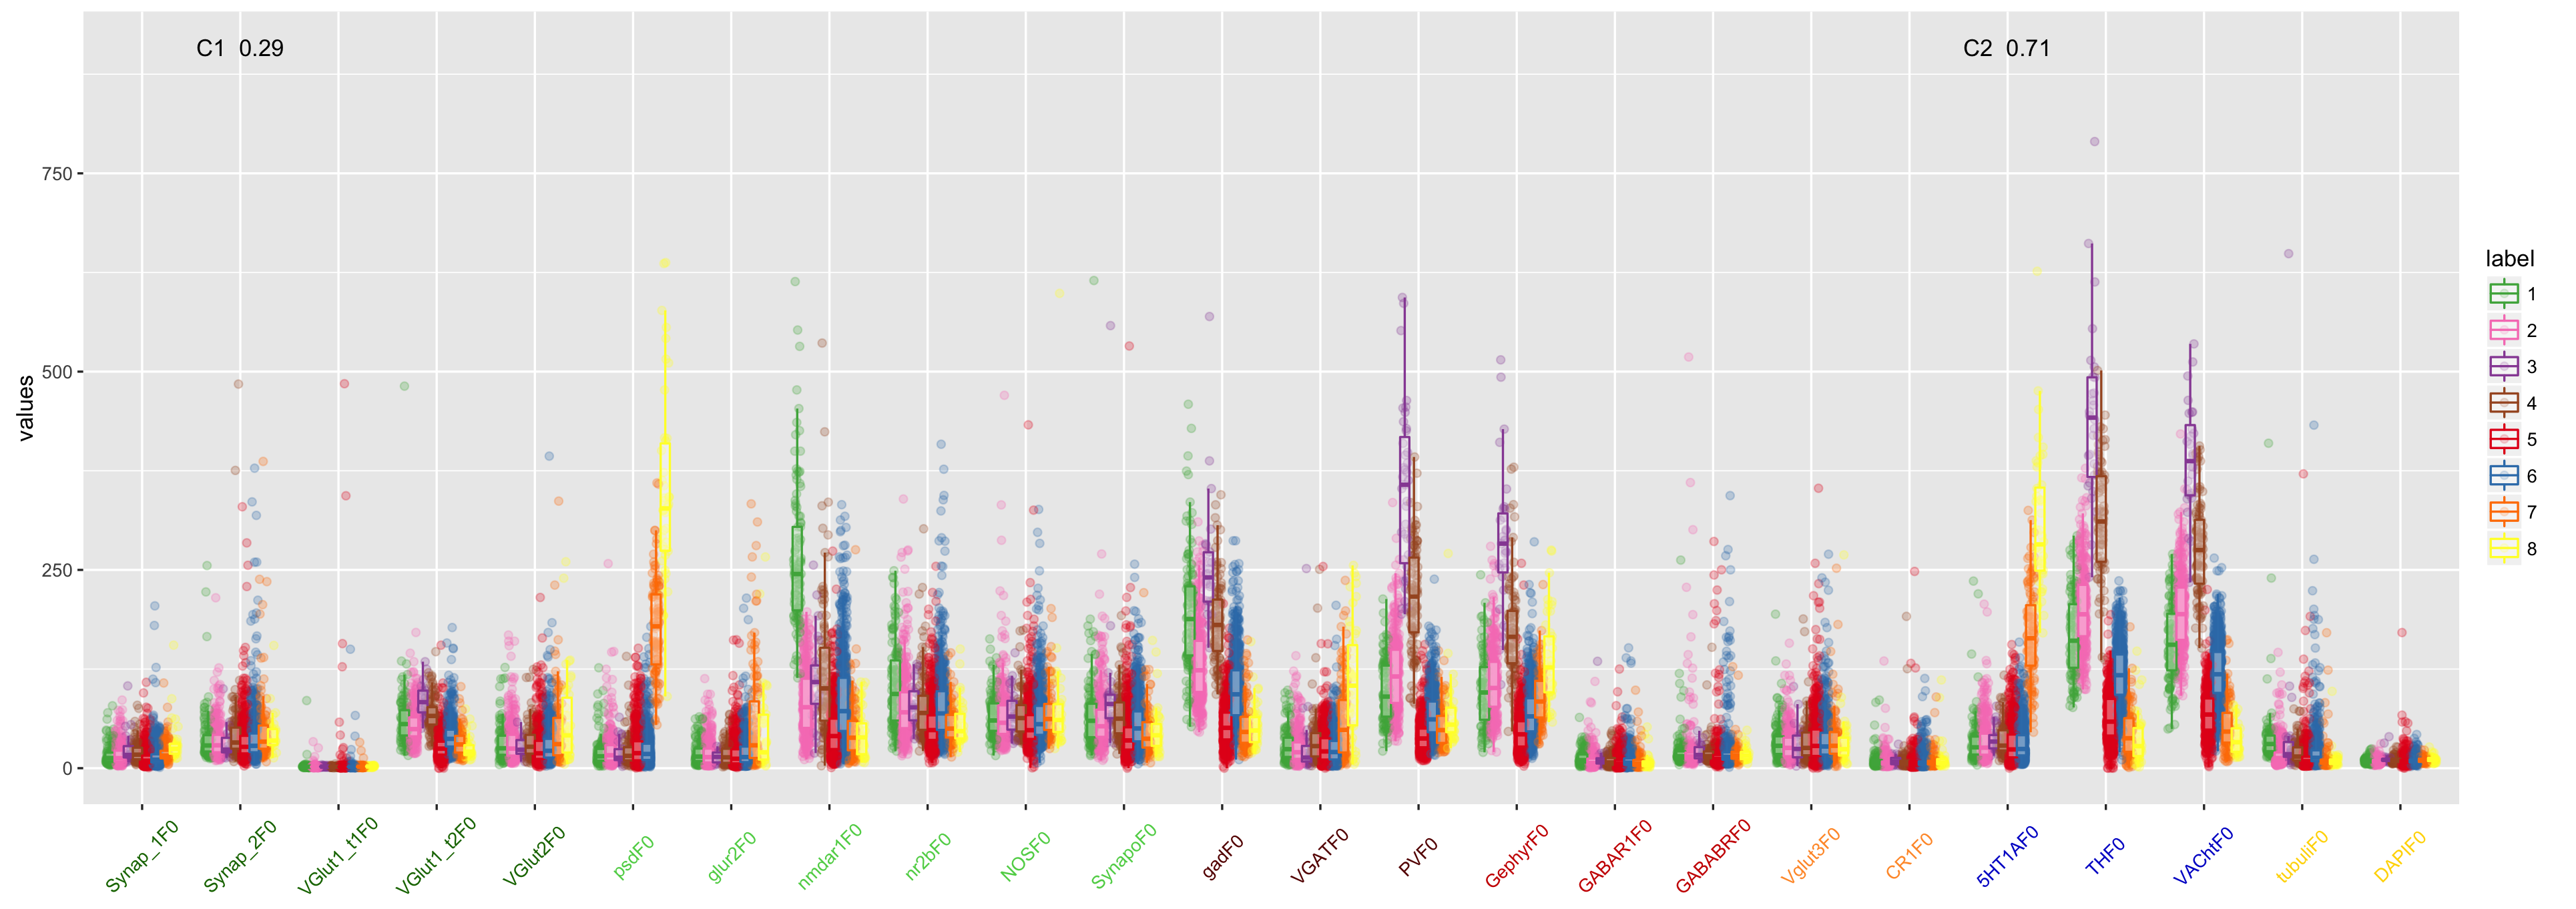 C1 0.29
C2 0.71
values
750
500
250
0
Synap_1F0
Synap_2F0
VGlut1_t1F0
VGlut1_t2F0
VGlut2F0
psdF0
glur2F0
nmdar1F0
nr2bF0
NOSF0
SynapoF0
gadF0
VGATF0
PVF0
GephyrF0
GABAR1F0
GABABRF0
Vglut3F0
CR1F0
5HT1AF0
THF0
VAChtF0
tubuliF0
DAPIF0
label
1
2
3
4
5
6
7
8